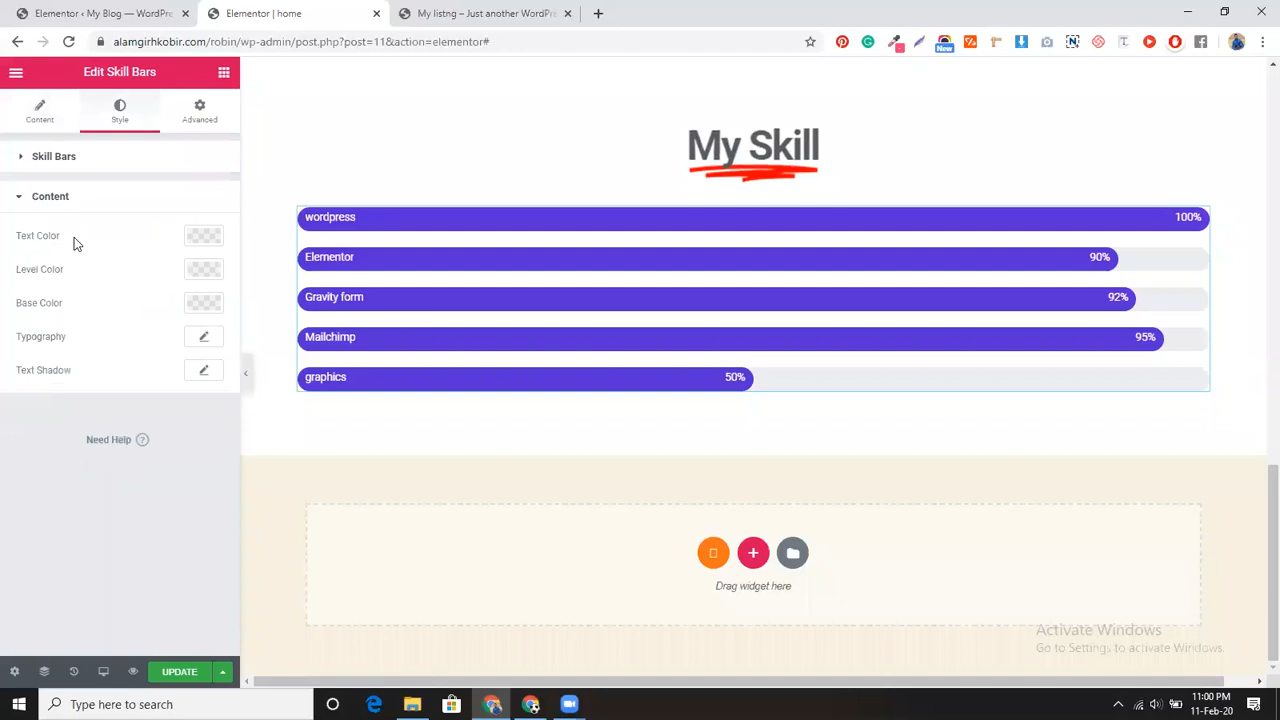 Elementor ‹ My Blog — WordPre
Elementor | home
My listng – Just another WordPre
alamgirhkobir.com/robin/wp-admin/post.php?post=11&action=elementor#
New
Edit Skill Bars
Content
Style
Advanced
Skill Bars
Content
Text Color
Level Color
Base Color
Typography
Text Shadow
Need Help
UPDATE
My Skill
wordpress 100%
Elementor 90%
Gravity form 92%
Mailchimp 95%
graphics 50%
Drag widget here
Activate Windows
Go to Settings to activate Windows.
Type here to search
11:00 PM
11-Feb-20